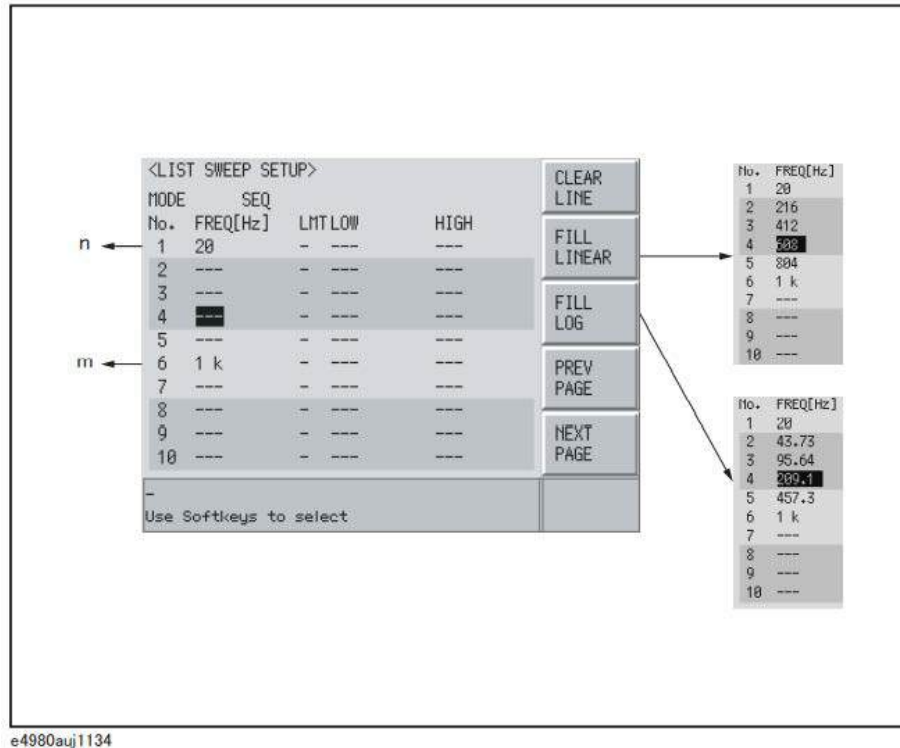 <LIST SWEEP SETUP>
MODE SEQ
No. FREQ[Hz] LMT LOW HIGH
n
1 20 - --- ---
2 --- - --- ---
3 --- - --- ---
4 --- - --- ---
5 --- - --- ---
m
6 1 k - --- ---
7 --- - --- ---
8 --- - --- ---
9 --- - --- ---
10 --- - --- ---
-
Use Softkeys to select
CLEAR
LINE
FILL
LINEAR
FILL
LOG
PREV
PAGE
NEXT
PAGE
No. FREQ[Hz]
1 20
2 216
3 412
4 608
5 804
6 1 k
7 ---
8 ---
9 ---
10 ---
No. FREQ[Hz]
1 20
2 43.73
3 95.64
4 209.1
5 457.3
6 1 k
7 ---
8 ---
9 ---
10 ---
e4980auj1134